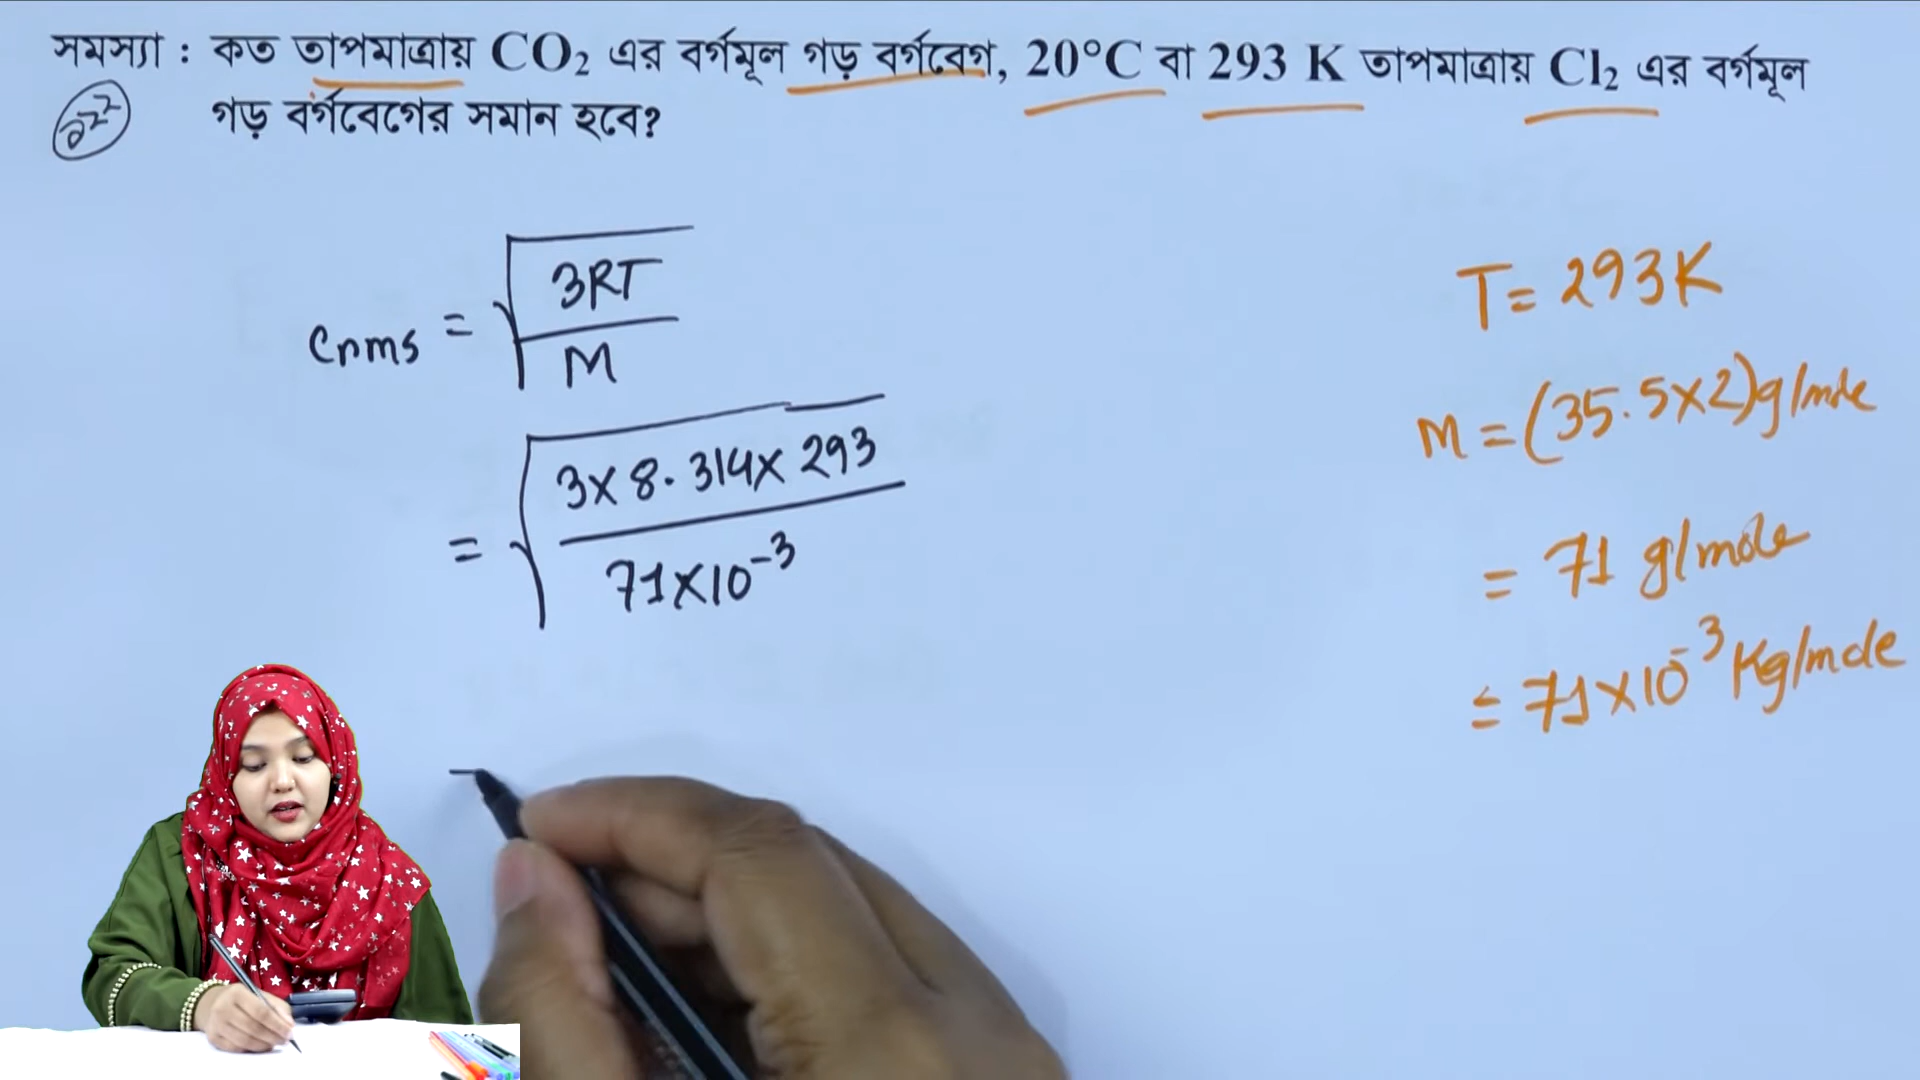 সমস্যা : কত তাপমাত্রায় CO₂ এর বর্গমূল গড় বর্গবেগ, 20°C বা 293 K তাপমাত্রায় Cl₂ এর বর্গমূল
গড় বর্গবেগের সমান হবে?
Crms = √(3RT/M)
= √(3×8.314×293/71×10⁻³)
T = 293K
M = (35.5×2)g/mole
= 71 g/mole
= 71×10⁻³ Kg/mole